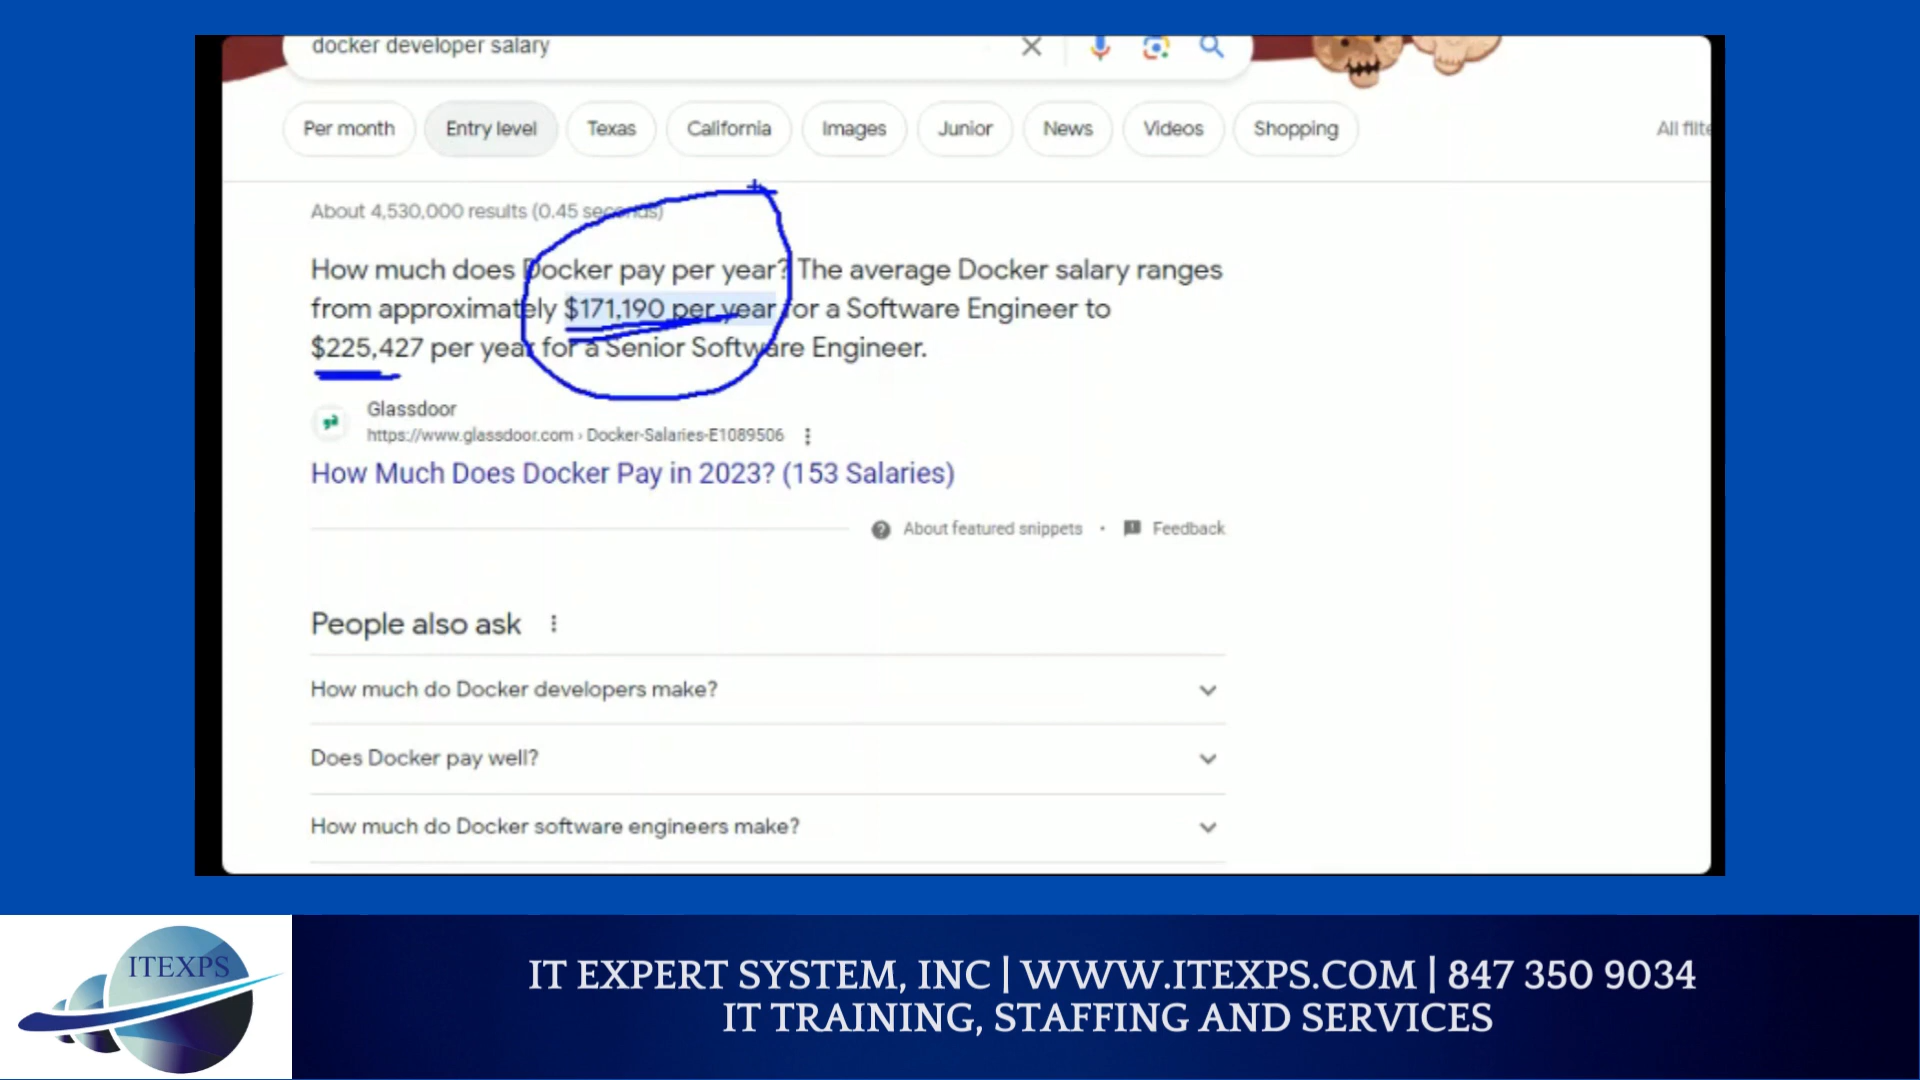 docker developer salary
Per month
Entry level
Texas
California
Images
Junior
News
Videos
Shopping
All filte
About 4,530,000 results (0.45 seconds)
How much does Docker pay per year? The average Docker salary ranges
from approximately $171,190 per year for a Software Engineer to
$225,427 per year for a Senior Software Engineer.
Glassdoor
https://www.glassdoor.com › Docker-Salaries-E1089506
How Much Does Docker Pay in 2023? (153 Salaries)
About featured snippets • Feedback
People also ask
How much do Docker developers make?
Does Docker pay well?
How much do Docker software engineers make?
ITEXPS
IT EXPERT SYSTEM, INC | WWW.ITEXPS.COM | 847 350 9034
IT TRAINING, STAFFING AND SERVICES